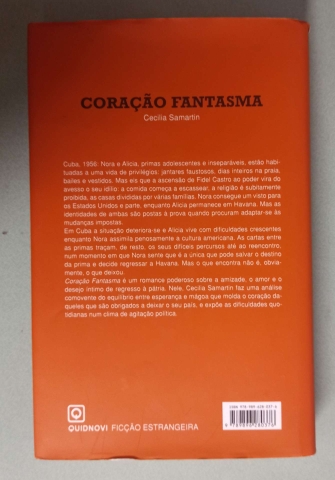 CORAÇÃO FANTASMA
Cecilia Samartin
Cuba, 1956: Nora e Alicia, primas adolescentes e inseparáveis, estão habi-
tuadas a uma vida de privilégios: jantares faustosos, dias inteiros na praia,
bailes e vestidos. Mas eis que a ascensão de Fidel Castro ao poder vira do
avesso o seu idílio: a comida começa a escassear, a religião é subitamente
proibida, as casas divididas por várias famílias. Nora consegue um visto para
os Estados Unidos e parte, enquanto Alicia permanece em Havana. Mas as
identidades de ambas são postas à prova quando procuram adaptar-se às
mudanças impostas.
Em Cuba a situação deteriora-se e Alicia vive com dificuldades crescentes
enquanto Nora assimila penosamente a cultura americana. As cartas entre
as primas traçam, de resto, os seus difíceis percursos até ao reencontro,
num momento em que Nora sente que é a única que pode salvar o destino
da prima e decide regressar a Havana. Mas o que encontra não é, obvia-
mente, o que deixou.
Coração Fantasma é um romance poderoso sobre a amizade, o amor e o
desejo íntimo de regresso à pátria. Nele, Cecilia Samartin faz uma análise
comovente do equilíbrio entre esperança e mágoa que molda o coração da-
queles que são obrigados a deixar o seu país, e expõe as dificuldades quo-
tidianas num clima de agitação política.
QUIDNOVI FICÇÃO ESTRANGEIRA